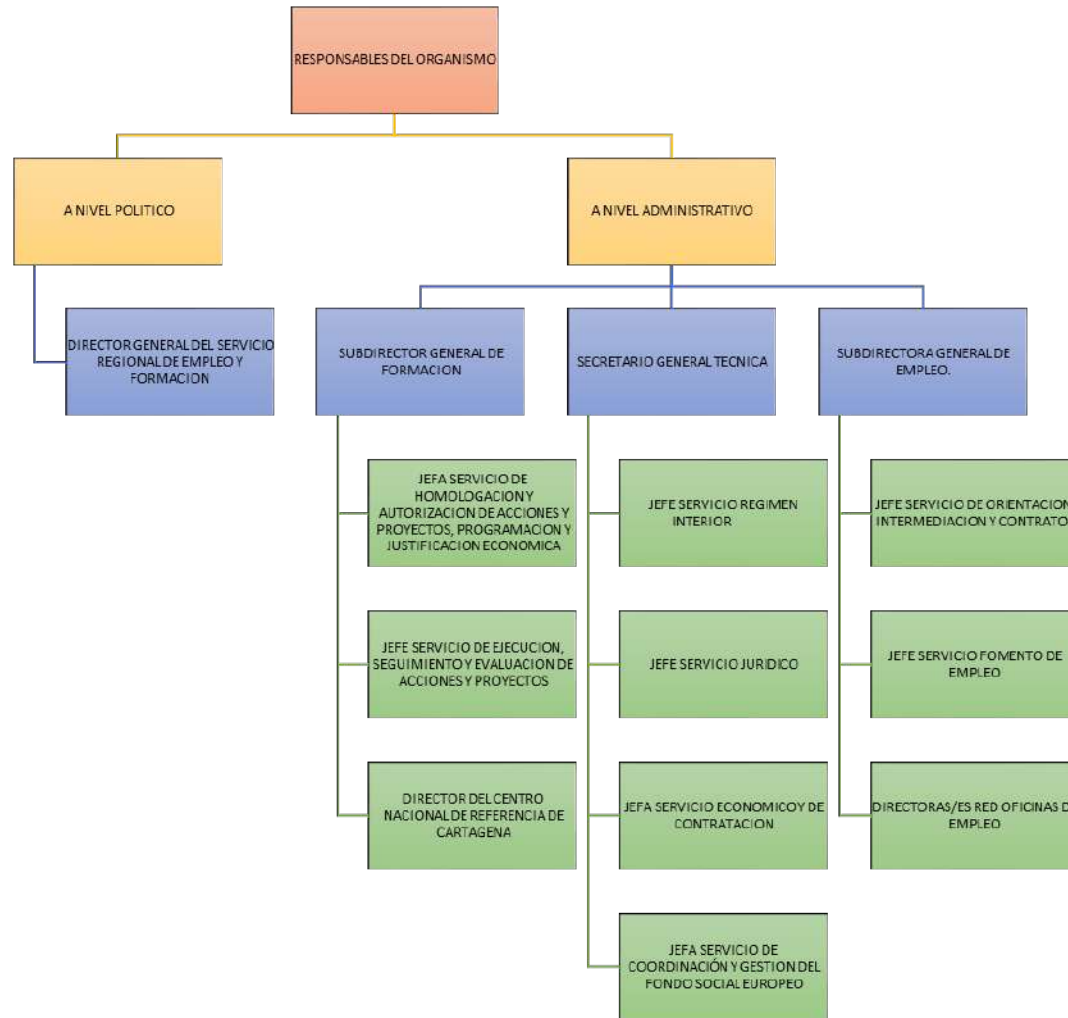 RESPONSABLES DEL ORGANISMO
A NIVEL POLITICO
A NIVEL ADMINISTRATIVO
DIRECTOR GENERAL DEL SERVICIO
REGIONAL DE EMPLEO Y
FORMACION
SUBDIRECTOR GENERAL DE
FORMACION
SECRETARIO GENERAL TECNICA
SUBDIRECTORA GENERAL DE
EMPLEO.
JEFA SERVICIO DE
HOMOLOGACION Y
AUTORIZACION DE ACCIONES Y
PROYECTOS, PROGRAMACION Y
JUSTIFICACION ECONOMICA
JEFE SERVICIO REGIMEN
INTERIOR
JEFE SERVICIO DE ORIENTACION
INTERMEDIACION Y CONTRATO
JEFE SERVICIO DE EJECUCION,
SEGUIMIENTO Y EVALUACION DE
ACCIONES Y PROYECTOS
JEFE SERVICIO JURIDICO
JEFE SERVICIO FOMENTO DE
EMPLEO
DIRECTOR DEL CENTRO
NACIONAL DE REFERENCIA DE
CARTAGENA
JEFA SERVICIO ECONOMICO Y DE
CONTRATACION
DIRECTORAS/ES RED OFICINAS D
EMPLEO
JEFA SERVICIO DE
COORDINACIÓN Y GESTION DEL
FONDO SOCIAL EUROPEO